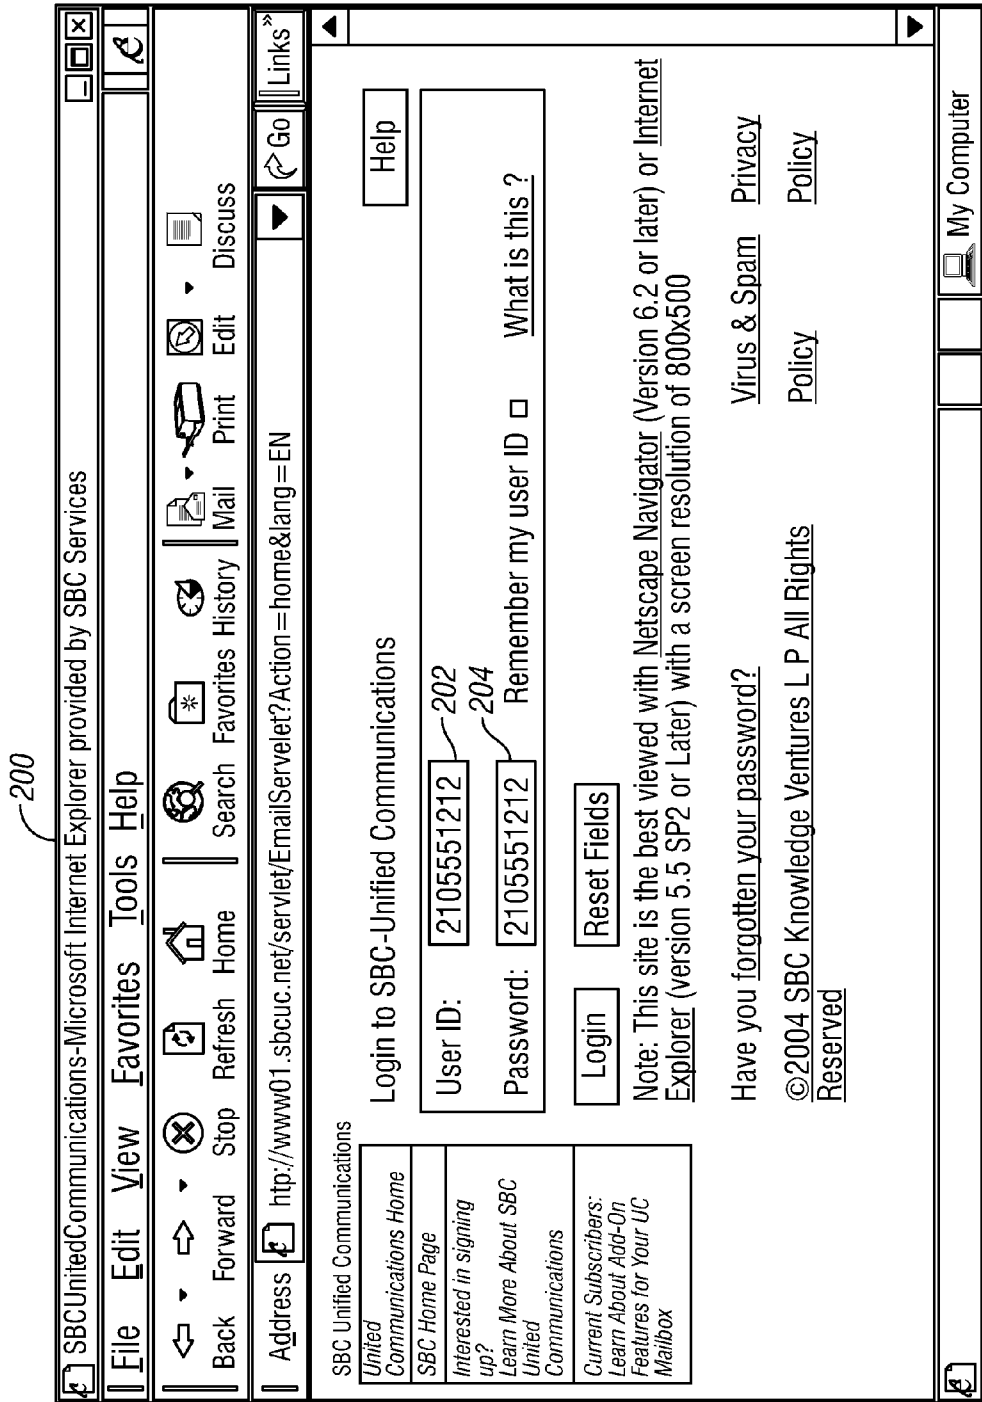 200
SBCUnitedCommunications-Microsoft Internet Explorer provided by SBC Services
File Edit View Favorites Tools Help
Back Forward Stop Refresh Home Search Favorites History Mail Print Edit Discuss
Address http://www01.sbcuc.net/servlet/EmailServelet?Action=home&lang=EN Go Links»
SBC Unified Communications
United
Communications Home
SBC Home Page
Interested in signing
up?
Learn More About SBC
United
Communications
Current Subscribers:
Learn About Add-On
Features for Your UC
Mailbox
Login to SBC-Unified Communications
Help
User ID: 2105551212 202
Password: 2105551212 204
Remember my user ID What is this ?
Login Reset Fields
Note: This site is the best viewed with Netscape Navigator (Version 6.2 or later) or Internet
Explorer (version 5.5 SP2 or Later) with a screen resolution of 800x500
Have you forgotten your password? Virus & Spam Privacy
©2004 SBC Knowledge Ventures L P All Rights Policy Policy
Reserved
My Computer